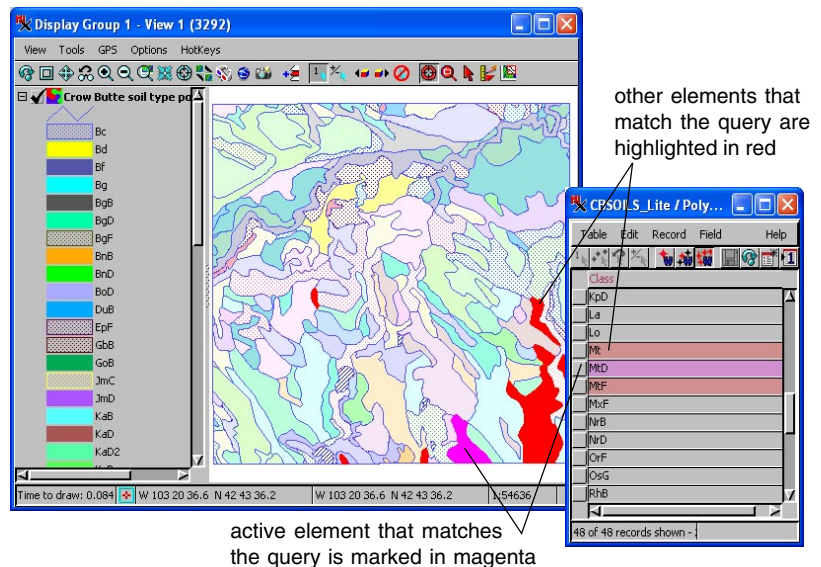 Display Group 1 - View 1 (3292)
View Tools GPS Options HotKeys
Crow Butte soil type po
Bc
Bd
Bf
Bg
BgB
BgD
BgF
BnB
BnD
BoD
DuB
EpF
GbB
GoB
JmC
JmD
KaB
KaD
KaD2
Time to draw: 0.084 W 103 20 36.6 N 42 43 36.2 W 103 20 36.6 N 42 43 36.2 1:54636
other elements that
match the query are
highlighted in red
CBSOILS_Lite / Poly...
Table Edit Record Field Help
Class
KpD
La
Lo
Mt
MtD
MtF
MxF
NrB
NrD
OrF
OsG
RhB
48 of 48 records shown -
active element that matches
the query is marked in magenta